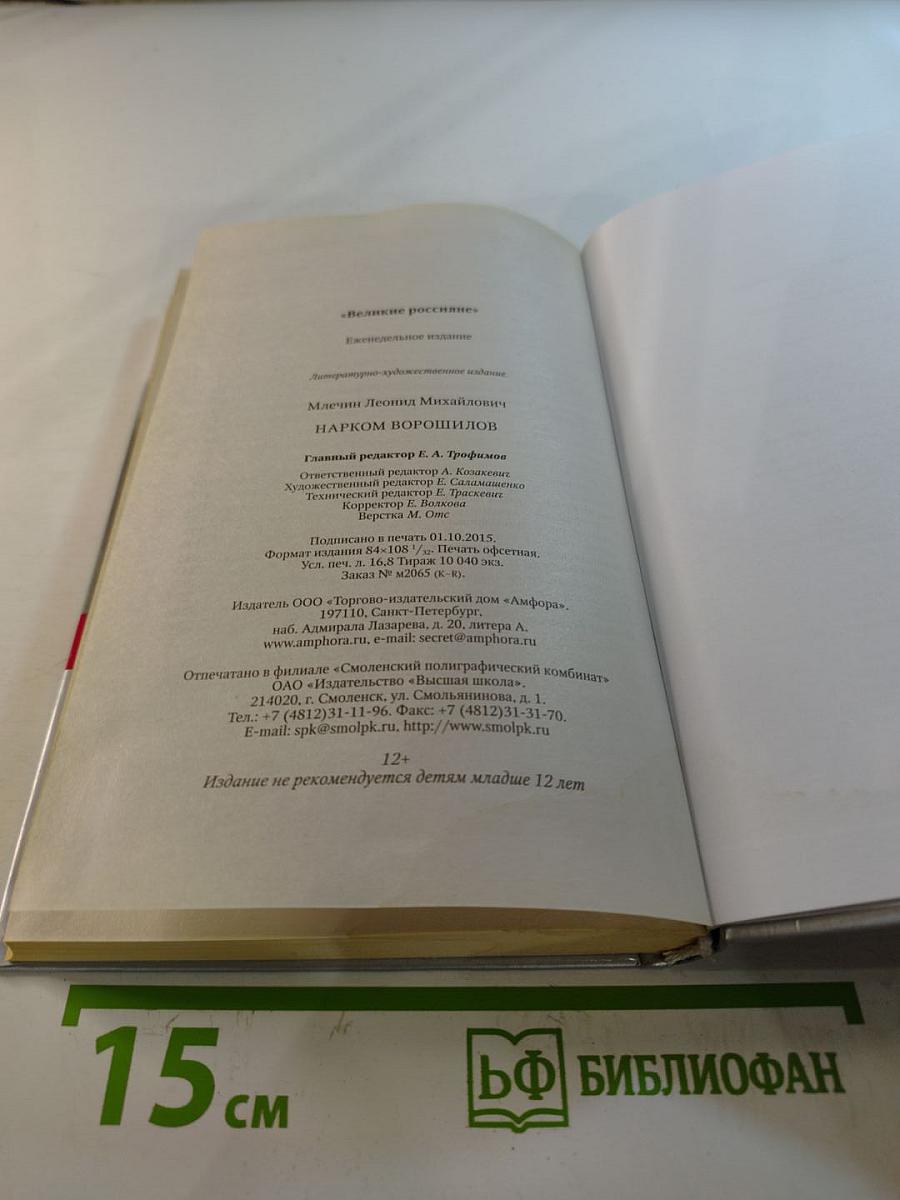 «Великие россияне»
Еженедельное издание
Литературно-художественное издание
Млечин Леонид Михайлович
НАРКОМ ВОРОШИЛОВ
Главный редактор Е. А. Трофимов
Ответственный редактор А. Козакевич
Художественный редактор Е. Саламашенко
Технический редактор Е. Траскевич
Корректор Е. Волкова
Верстка М. Отс
Подписано в печать 01.10.2015.
Формат издания 84×108 1/32. Печать офсетная.
Усл. печ. л. 16,8 Тираж 10 040 экз.
Заказ № м2065 (K–R).
Издатель ООО «Торгово-издательский дом «Амфора».
197110, Санкт-Петербург,
наб. Адмирала Лазарева, д. 20, литера А.
www.amphora.ru, e-mail: secret@amphora.ru
Отпечатано в филиале «Смоленский полиграфический комбинат»
ОАО «Издательство «Высшая школа».
214020, г. Смоленск, ул. Смольянинова, д. 1.
Тел.: +7 (4812)31-11-96. Факс: +7 (4812)31-31-70.
E-mail: spk@smolpk.ru, http://www.smolpk.ru
12+
Издание не рекомендуется детям младше 12 лет
15 см
ЬФ БИБЛИОФАН